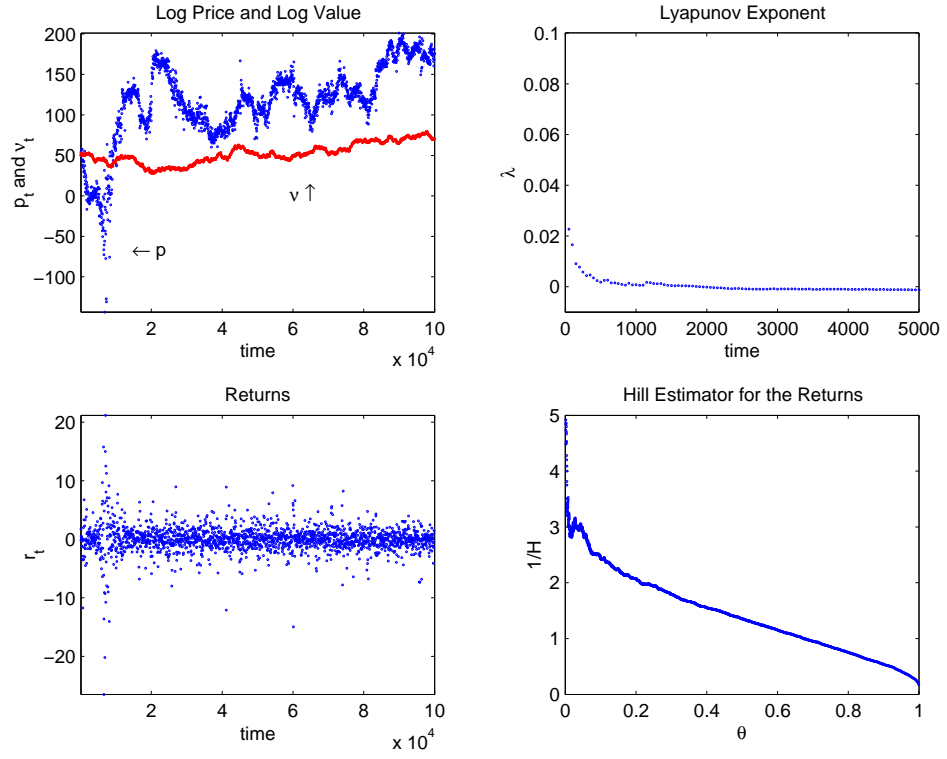 Log Price and Log Value
200
150
100
50
0
−50
−100
p_t and ν_t
ν ↑
← p
2 4 6 8 10
time
x 10^4
Lyapunov Exponent
0.1
0.08
0.06
0.04
0.02
0
λ
0 1000 2000 3000 4000 5000
time
Returns
20
10
0
−10
−20
r_t
2 4 6 8 10
time
x 10^4
Hill Estimator for the Returns
5
4
3
2
1
0
1/H
0 0.2 0.4 0.6 0.8 1
θ